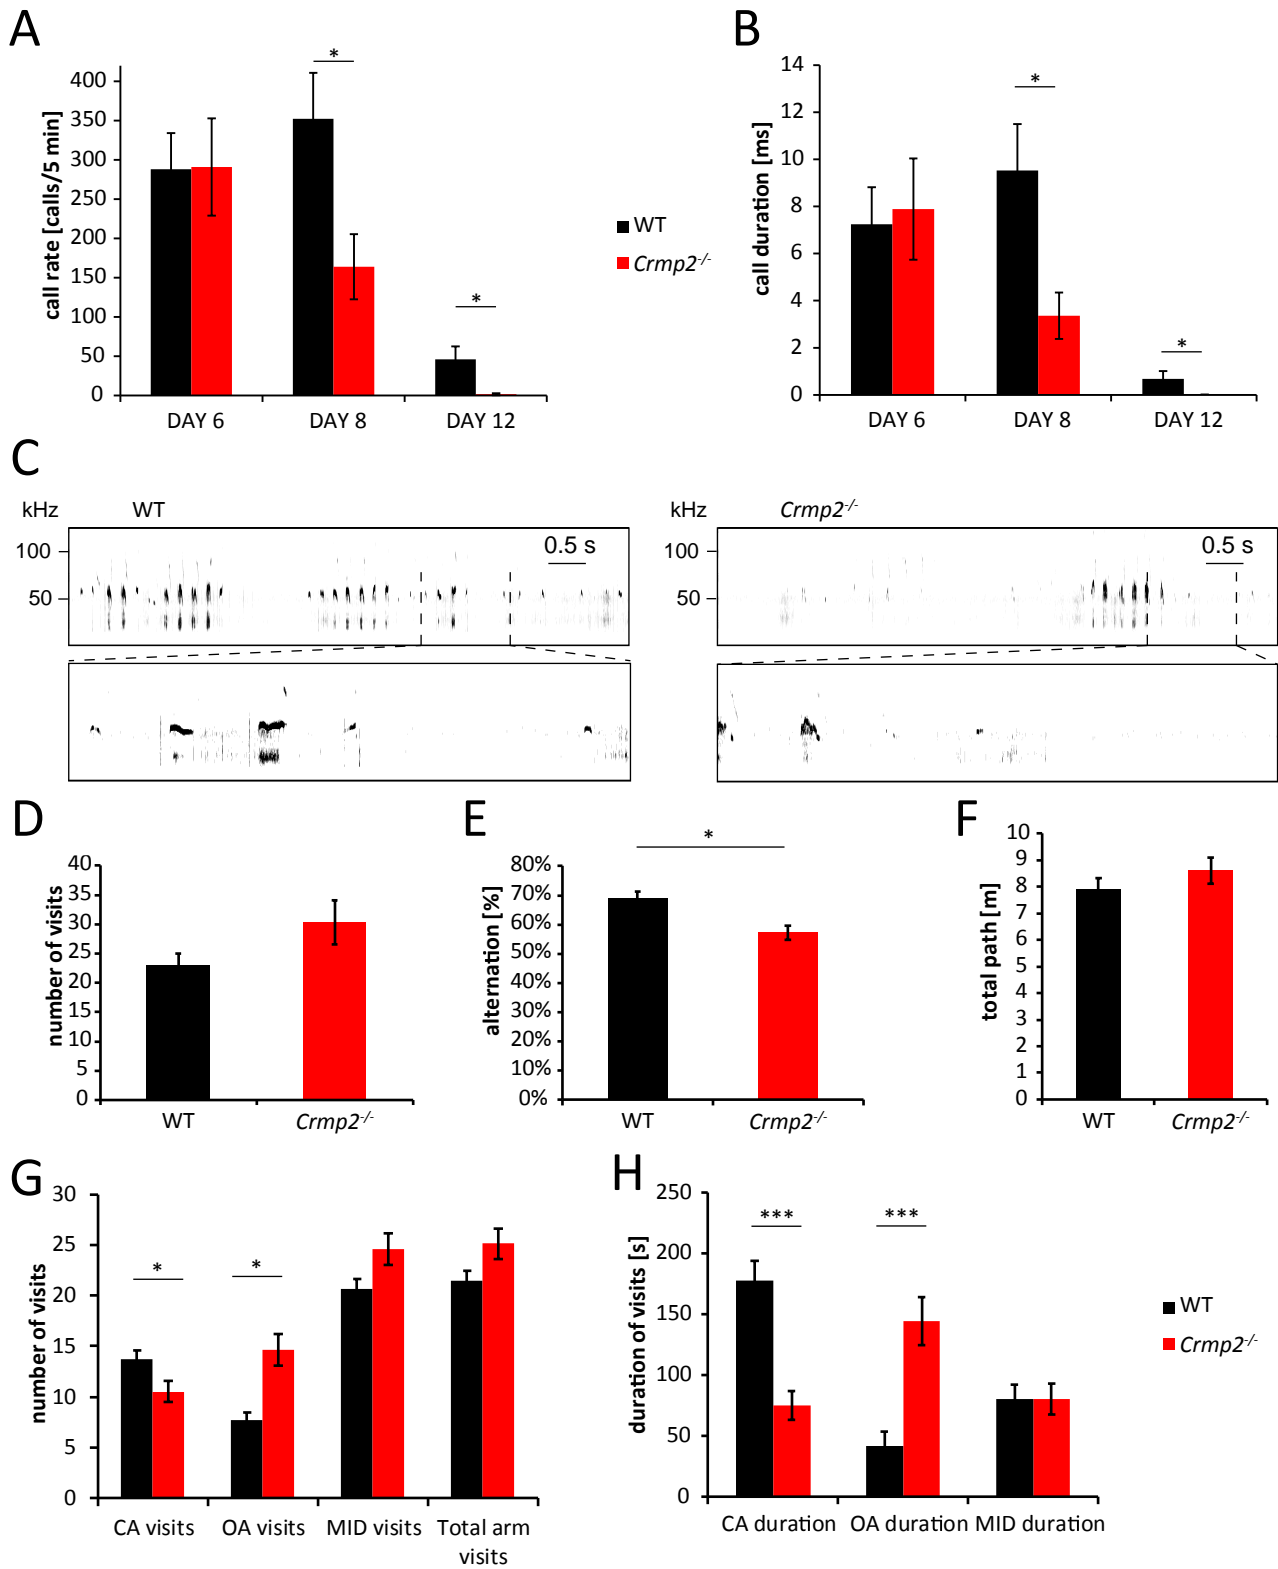 A
call rate [calls/5 min]
400
350
300
250
200
150
100
50
0
*
*
DAY 6
DAY 8
DAY 12
WT
Crmp2-/-
B
call duration [ms]
14
12
10
8
6
4
2
0
*
*
DAY 6
DAY 8
DAY 12
C
kHz
WT
100
50
0.5 s
kHz
Crmp2-/-
100
50
0.5 s
D
number of visits
40
35
30
25
20
15
10
5
0
WT
Crmp2-/-
E
alternation [%]
80%
70%
60%
50%
40%
30%
20%
10%
0%
*
WT
Crmp2-/-
F
total path [m]
10
9
8
7
6
5
4
3
2
1
0
WT
Crmp2-/-
G
number of visits
30
25
20
15
10
5
0
*
*
CA visits
OA visits
MID visits
Total arm
visits
H
duration of visits [s]
250
200
150
100
50
0
***
***
CA duration
OA duration
MID duration
WT
Crmp2-/-